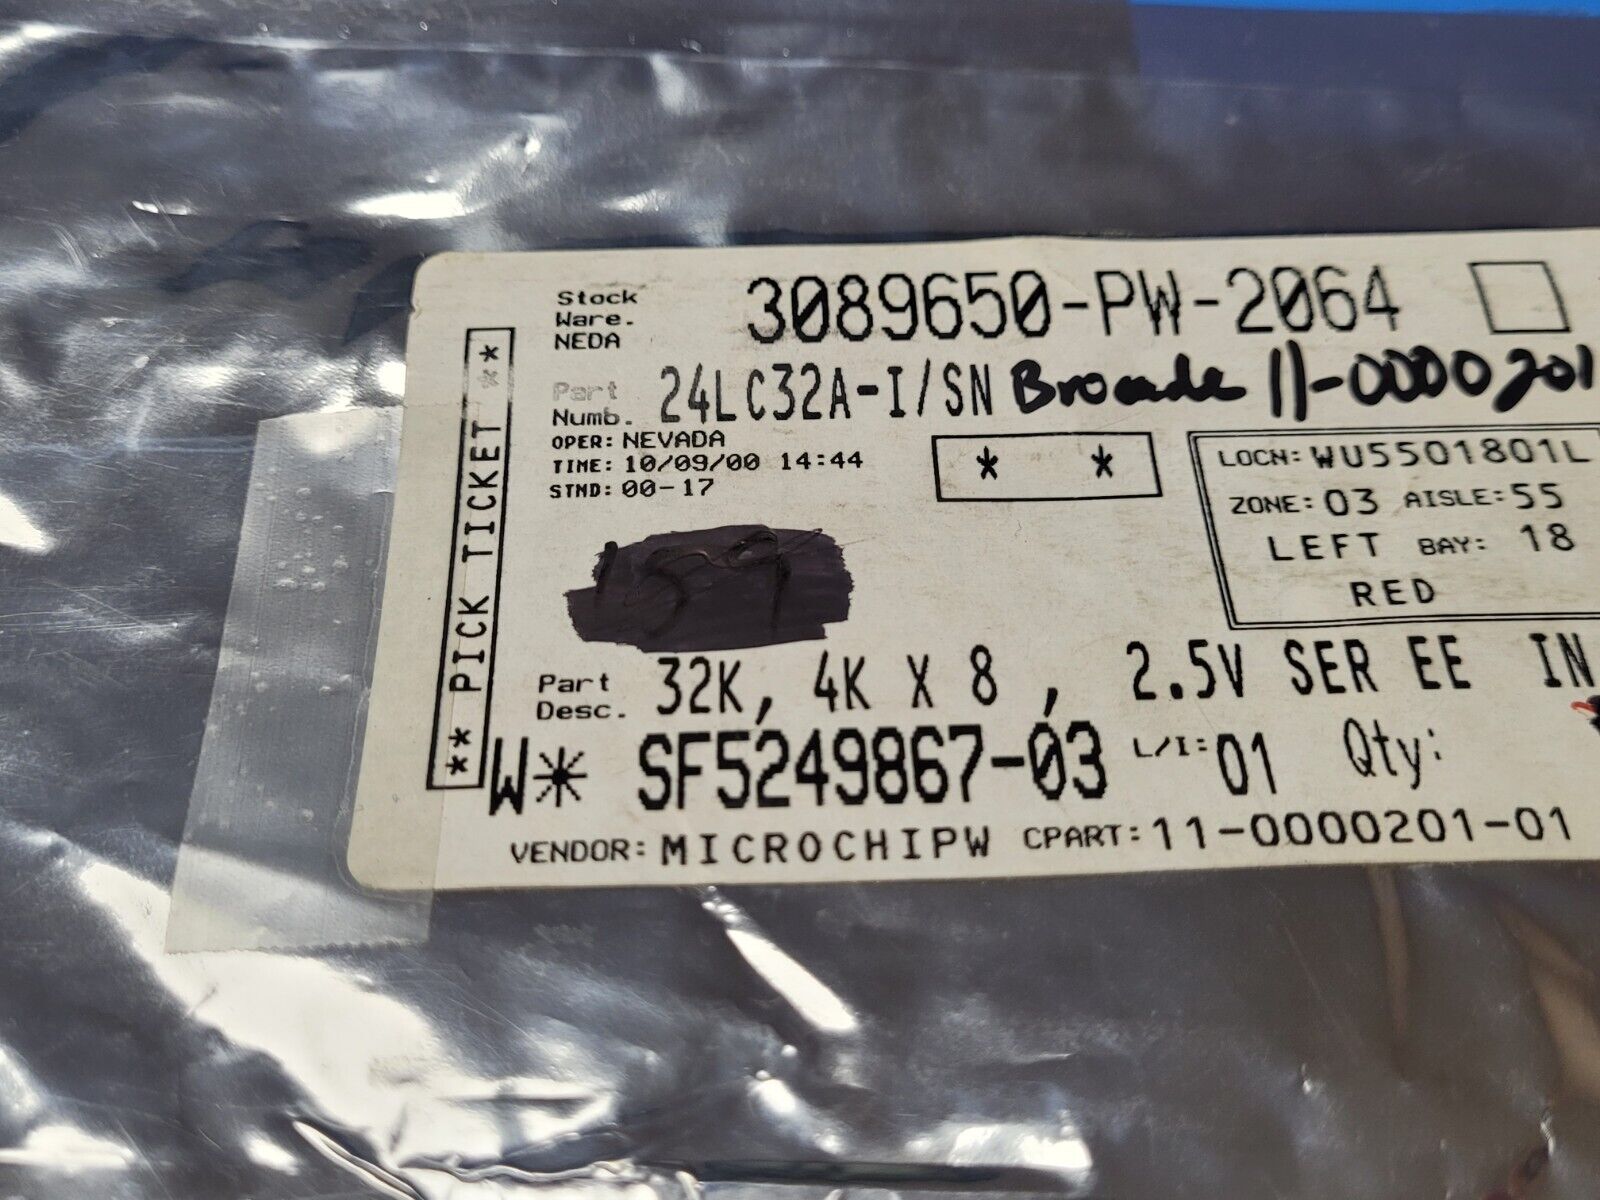 Stock Ware. NEDA 3089650-PW-2064
Part Numb. 24LC32A-I/SN Brocade 11-0000201
OPER: NEVADA
TIME: 10/09/00 14:44
STND: 00-17
* *
LOCN: WU5501801L
ZONE: 03 AISLE: 55
LEFT BAY: 18
RED
** PICK TICKET **
159
Part Desc. 32K, 4K X 8 , 2.5V SER EE IN
W* SF5249867-03 L/I: 01 Qty:
VENDOR: MICROCHIPW CPART: 11-0000201-01